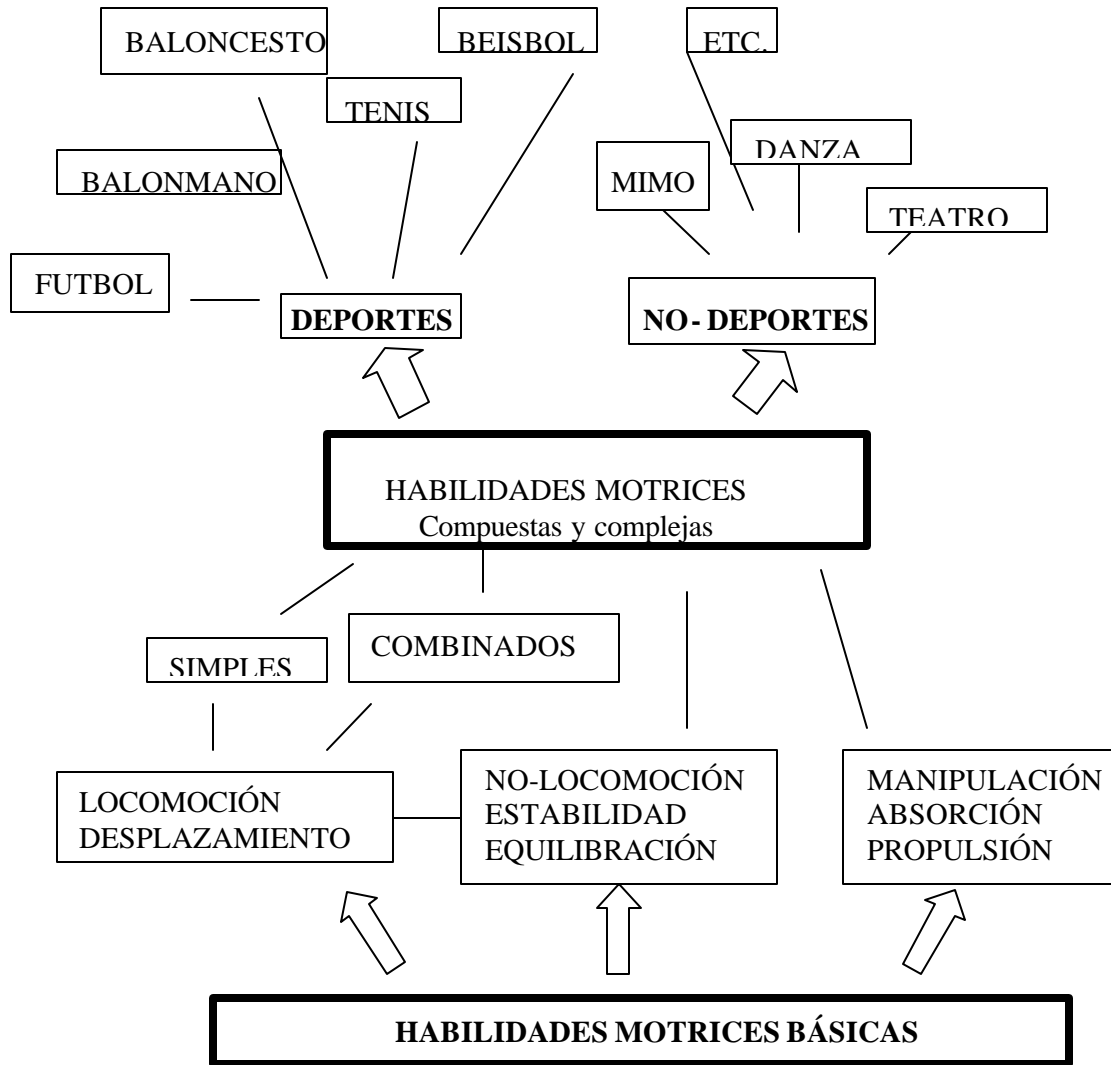 BALONCESTO
BEISBOL
ETC.
TENIS
DANZA
BALONMANO
MIMO
TEATRO
FUTBOL
DEPORTES
NO- DEPORTES
HABILIDADES MOTRICES
Compuestas y complejas
SIMPLES
COMBINADOS
LOCOMOCIÓN
DESPLAZAMIENTO
NO-LOCOMOCIÓN
ESTABILIDAD
EQUILIBRACIÓN
MANIPULACIÓN
ABSORCIÓN
PROPULSIÓN
HABILIDADES MOTRICES BÁSICAS